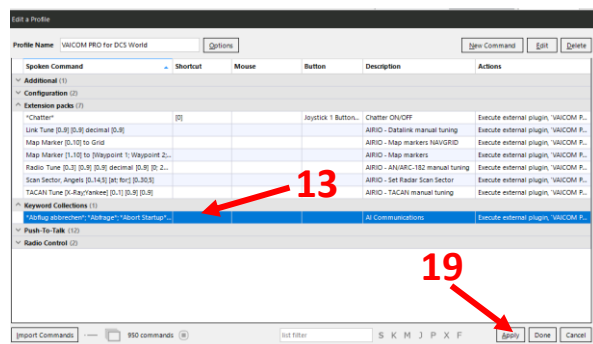 Edit a Profile
Profile Name VAICOM PRO for DCS World Options New Command Edit Delete
Spoken Command Shortcut Mouse Button Description Actions
Additional (1)
Configuration (2)
Extension packs (7)
*Chatter* [0] Joystick 1 Button... Chatter ON/OFF Execute external plugin, 'VAICOM P...
Link Tune [0..9] [0..9] decimal [0..9] AIRIO - Datalink manual tuning Execute external plugin, 'VAICOM P...
Map Marker [0..10] to Grid AIRIO - Map markers NAVGRID Execute external plugin, 'VAICOM P...
Map Marker [1..10] to [Waypoint 1; Waypoint 2;... AIRIO - Map markers Execute external plugin, 'VAICOM P...
Radio Tune [0..3] [0..9] [0..9] decimal [0..9] [0; 2... AIRIO - AN/ARC-182 manual tuning Execute external plugin, 'VAICOM P...
Scan Sector, Angels [0..14,5] [at; for;] [0..30;5] AIRIO - Set Radar Scan Sector Execute external plugin, 'VAICOM P...
TACAN Tune [X-Ray;Yankee] [0..1] [0..9] [0..9] AIRIO - TACAN manual tuning Execute external plugin, 'VAICOM P...
13
Keyword Collections (1)
*Abflug abbrechen*; *Abfrage*; *Abort Startup*... AI Communications Execute external plugin, 'VAICOM P...
Push-To-Talk (12)
Radio Control (2)
19
Import Commands 950 commands list filter S K M J P X F Apply Done Cancel